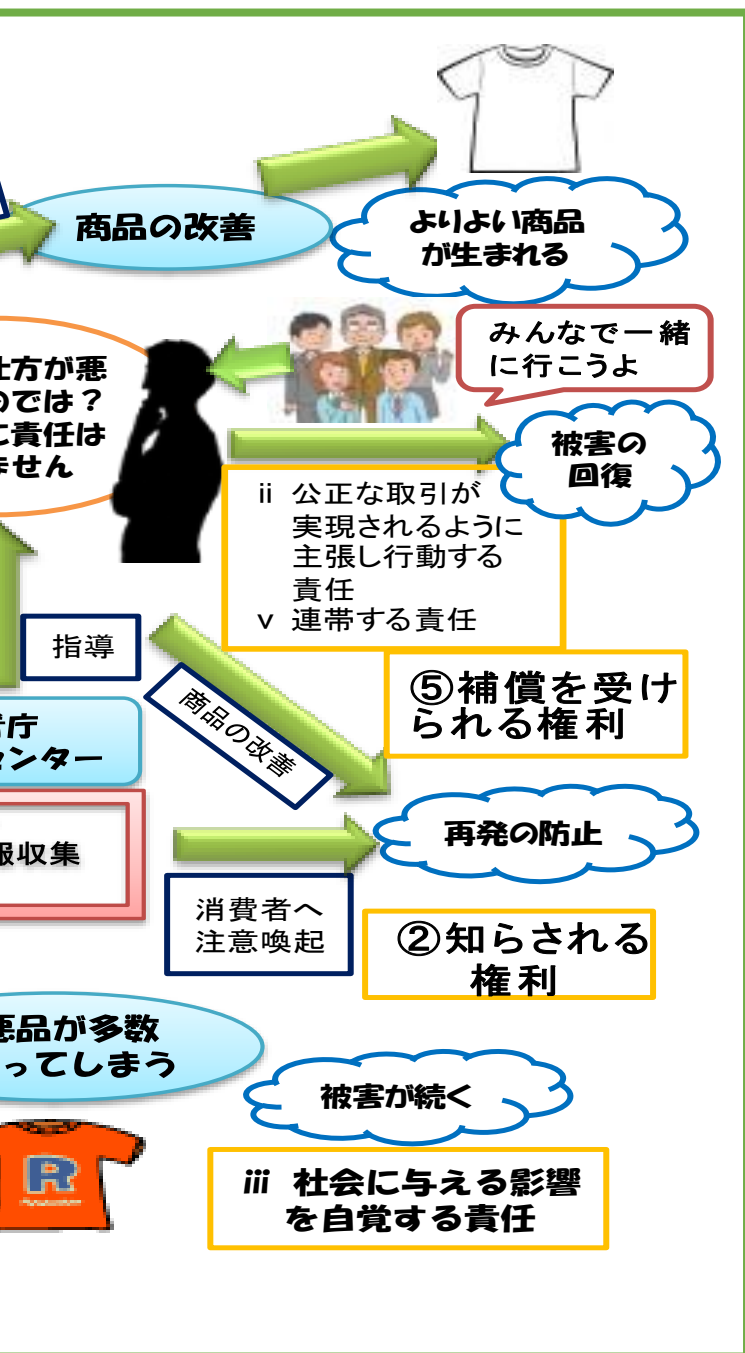 商品の改善
よりよい商品
が生まれる
みんなで一緒
に行こうよ
仕方が悪
のでは？
に責任は
ません
被害の
回復
ⅱ 公正な取引が
実現されるように
主張し行動する
責任
ⅴ 連帯する責任
指導
⑤補償を受け
られる権利
商品の改善
庁
センター
再発の防止
報収集
消費者へ
注意喚起
②知らされる
権利
悪品が多数
ってしまう
被害が続く
ⅲ 社会に与える影響
を自覚する責任
R